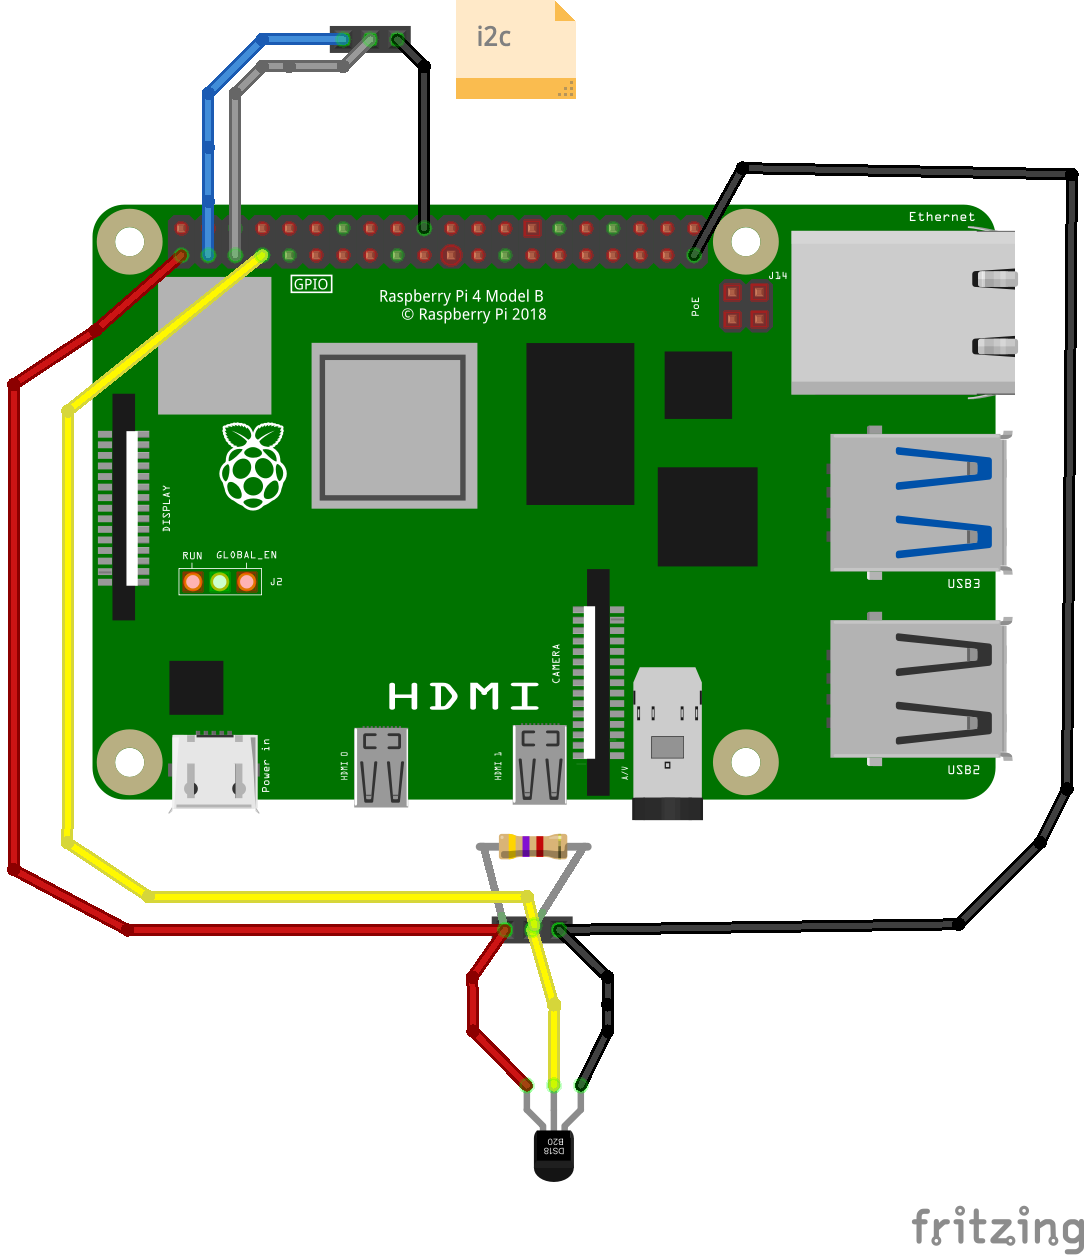 i2c
Ethernet
GPIO
J14
Raspberry Pi 4 Model B
© Raspberry Pi 2018
PoE
DISPLAY
RUN
GLOBAL_EN
J2
USB3
CAMERA
HDMI
Power in
HDMI 0
HDMI 1
A/V
USB2
DS18
B20
fritzing